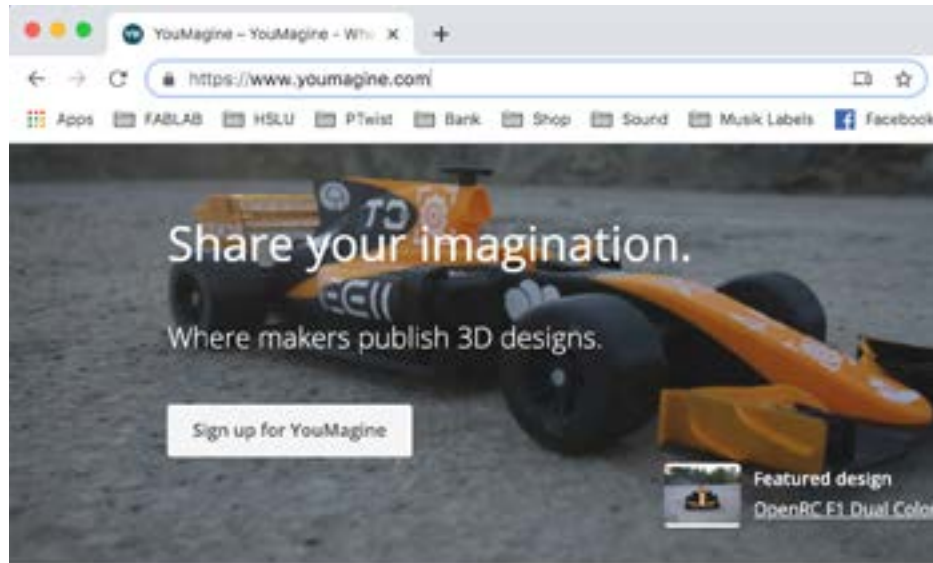 YouMagine – YouMagine – Wh
https://www.youmagine.com
Apps FABLAB HSLU PTwist Bank Shop Sound Musik Labels Facebook
Share your imagination.
Where makers publish 3D designs.
Sign up for YouMagine
Featured design
OpenRC F1 Dual Color